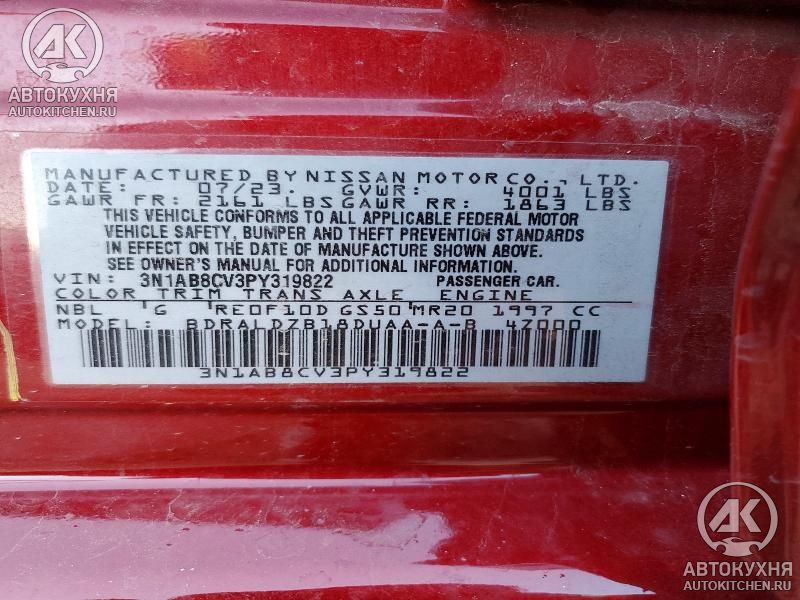 АК
АВТОКУХНЯ
AUTOKITCHEN.RU
MANUFACTURED BY NISSAN MOTOR CO., LTD.
DATE: 07/23. GVWR: 4001 LBS
GAWR FR: 2161 LBS GAWR RR: 1863 LBS
THIS VEHICLE CONFORMS TO ALL APPLICABLE FEDERAL MOTOR
VEHICLE SAFETY, BUMPER AND THEFT PREVENTION STANDARDS
IN EFFECT ON THE DATE OF MANUFACTURE SHOWN ABOVE.
SEE OWNER'S MANUAL FOR ADDITIONAL INFORMATION.
VIN: 3N1AB8CV3PY319822 PASSENGER CAR.
COLOR TRIM TRANS AXLE ENGINE
NBL G RE0F10D GS50 MR20 1997 CC
MODEL: BDRALDZB18DUAA-A-B 4Z000
3N1AB8CV3PY319822
АК
АВТОКУХНЯ
AUTOKITCHEN.RU